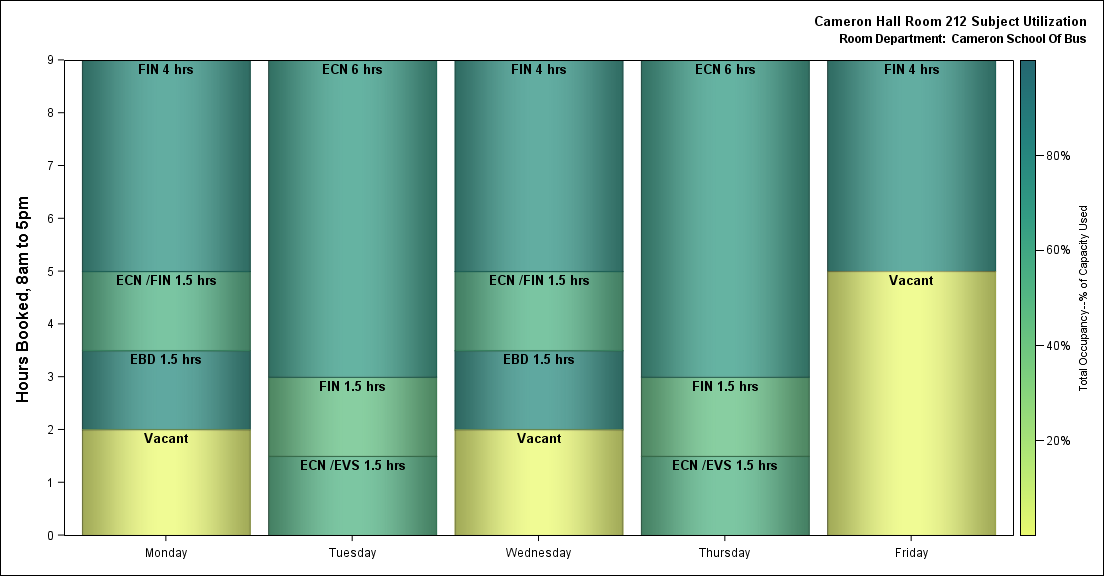 Cameron Hall Room 212 Subject Utilization
Room Department: Cameron School Of Bus
Hours Booked, 8am to 5pm
9
8
7
6
5
4
3
2
1
0
FIN 4 hrs
ECN /FIN 1.5 hrs
EBD 1.5 hrs
Vacant
ECN 6 hrs
FIN 1.5 hrs
ECN /EVS 1.5 hrs
FIN 4 hrs
ECN /FIN 1.5 hrs
EBD 1.5 hrs
Vacant
ECN 6 hrs
FIN 1.5 hrs
ECN /EVS 1.5 hrs
FIN 4 hrs
Vacant
Monday
Tuesday
Wednesday
Thursday
Friday
80%
60%
40%
20%
Total Occupancy--% of Capacity Used